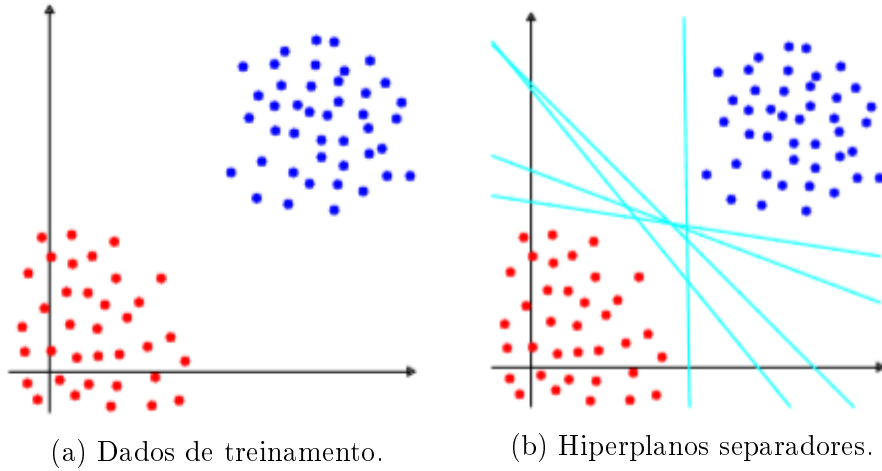 (a) Dados de treinamento.
(b) Hiperplanos separadores.